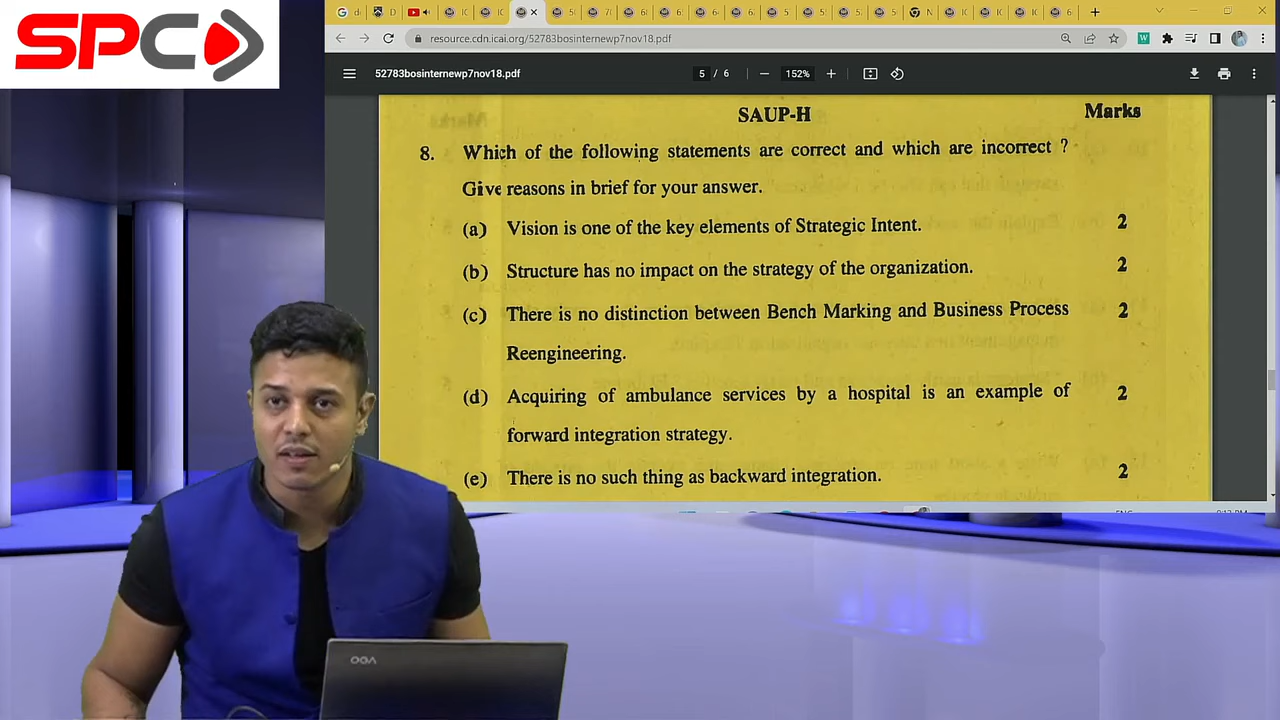 SPC
resource.cdn.icai.org/52783bosinternewp7nov18.pdf
52783bosinternewp7nov18.pdf
5 / 6
152%
SAUP-H
Marks
8. Which of the following statements are correct and which are incorrect ?
Give reasons in brief for your answer.
(a) Vision is one of the key elements of Strategic Intent. 2
(b) Structure has no impact on the strategy of the organization. 2
(c) There is no distinction between Bench Marking and Business Process 2
Reengineering.
(d) Acquiring of ambulance services by a hospital is an example of 2
forward integration strategy.
(e) There is no such thing as backward integration. 2